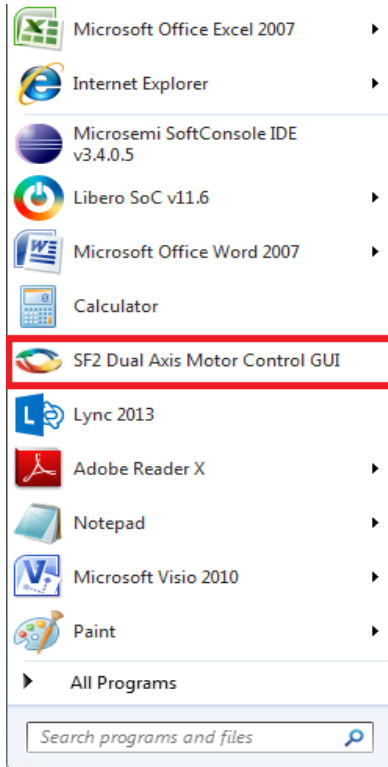 Microsoft Office Excel 2007
Internet Explorer
Microsemi SoftConsole IDE
v3.4.0.5
Libero SoC v11.6
Microsoft Office Word 2007
Calculator
SF2 Dual Axis Motor Control GUI
Lync 2013
Adobe Reader X
Notepad
Microsoft Visio 2010
Paint
All Programs
Search programs and files